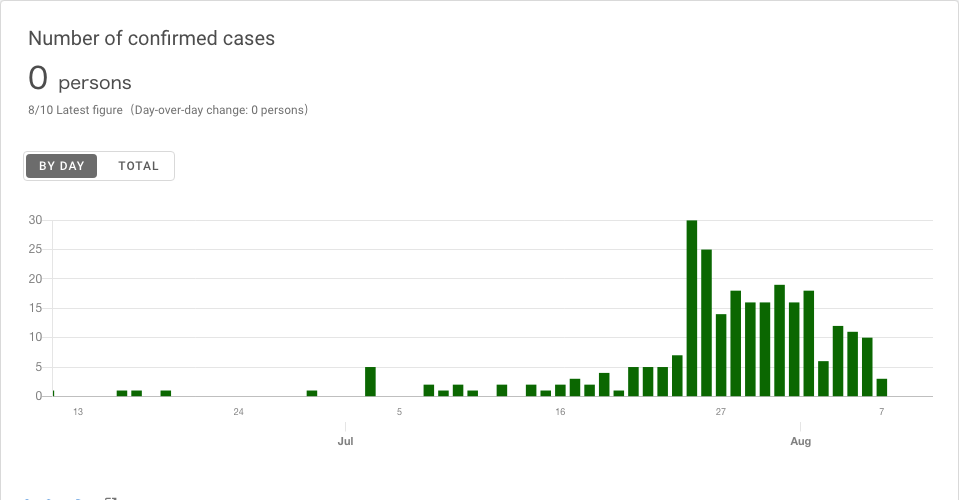 Number of confirmed cases
0 persons
8/10 Latest figure（Day-over-day change: 0 persons）
BY DAY TOTAL
30
25
20
15
10
5
0
13 24 5 16 27 7
Jul Aug